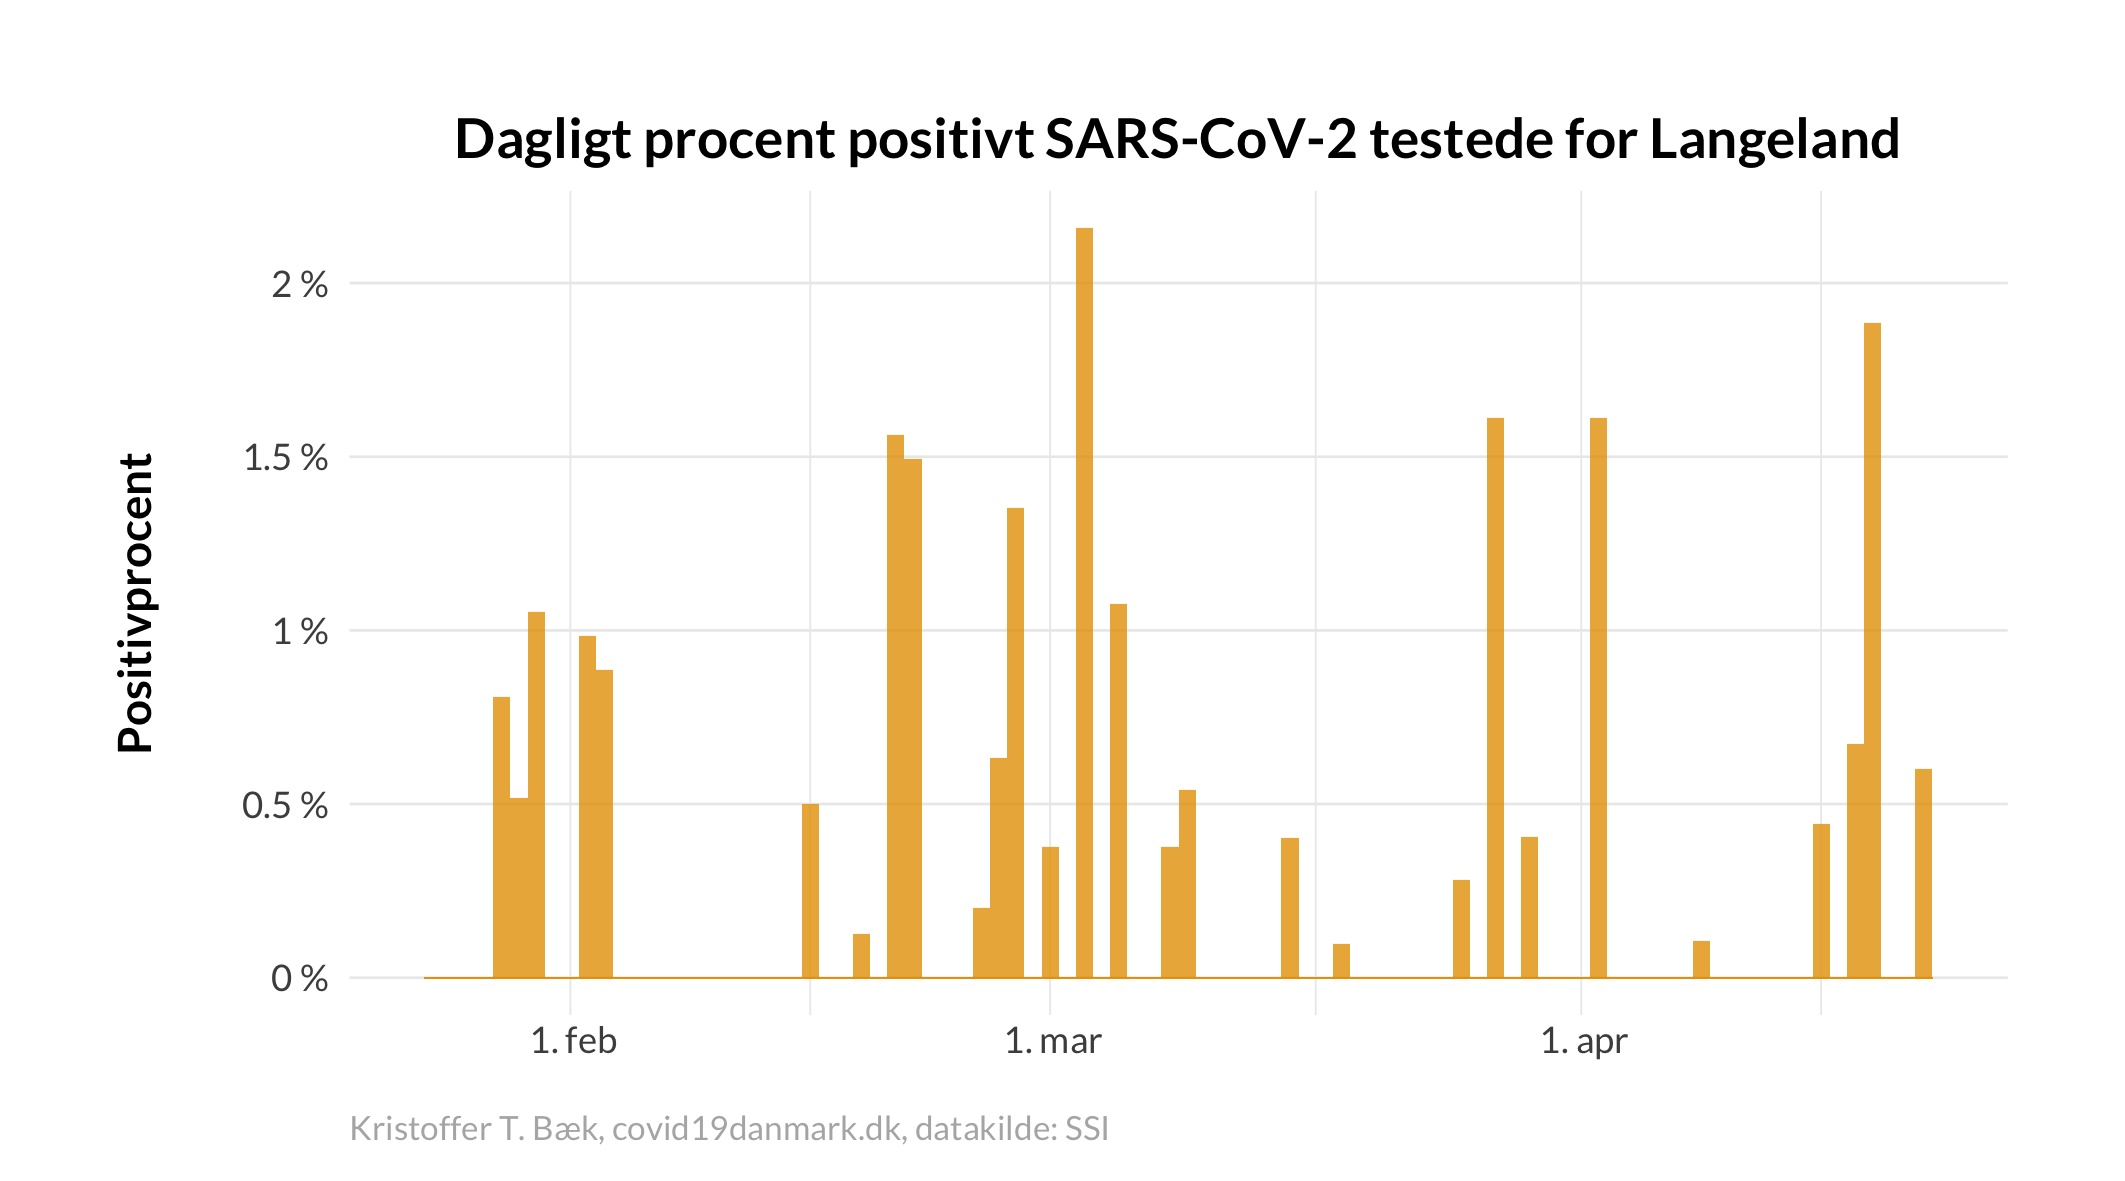 Dagligt procent positivt SARS-CoV-2 testede for Langeland
Positivprocent
2 %
1.5 %
1 %
0.5 %
0 %
1. feb
1. mar
1. apr
Kristoffer T. Bæk, covid19danmark.dk, datakilde: SSI